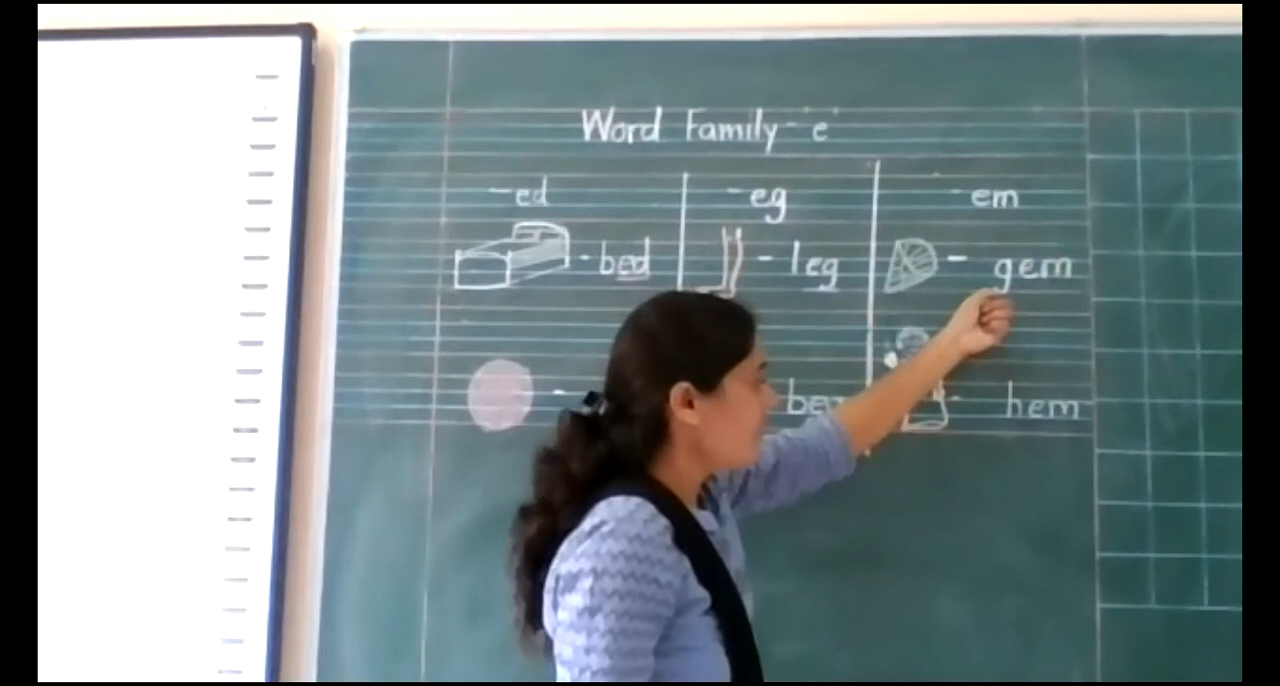 Word Family - 'e'
-ed -eg -em
- bed - leg - gem
- hem